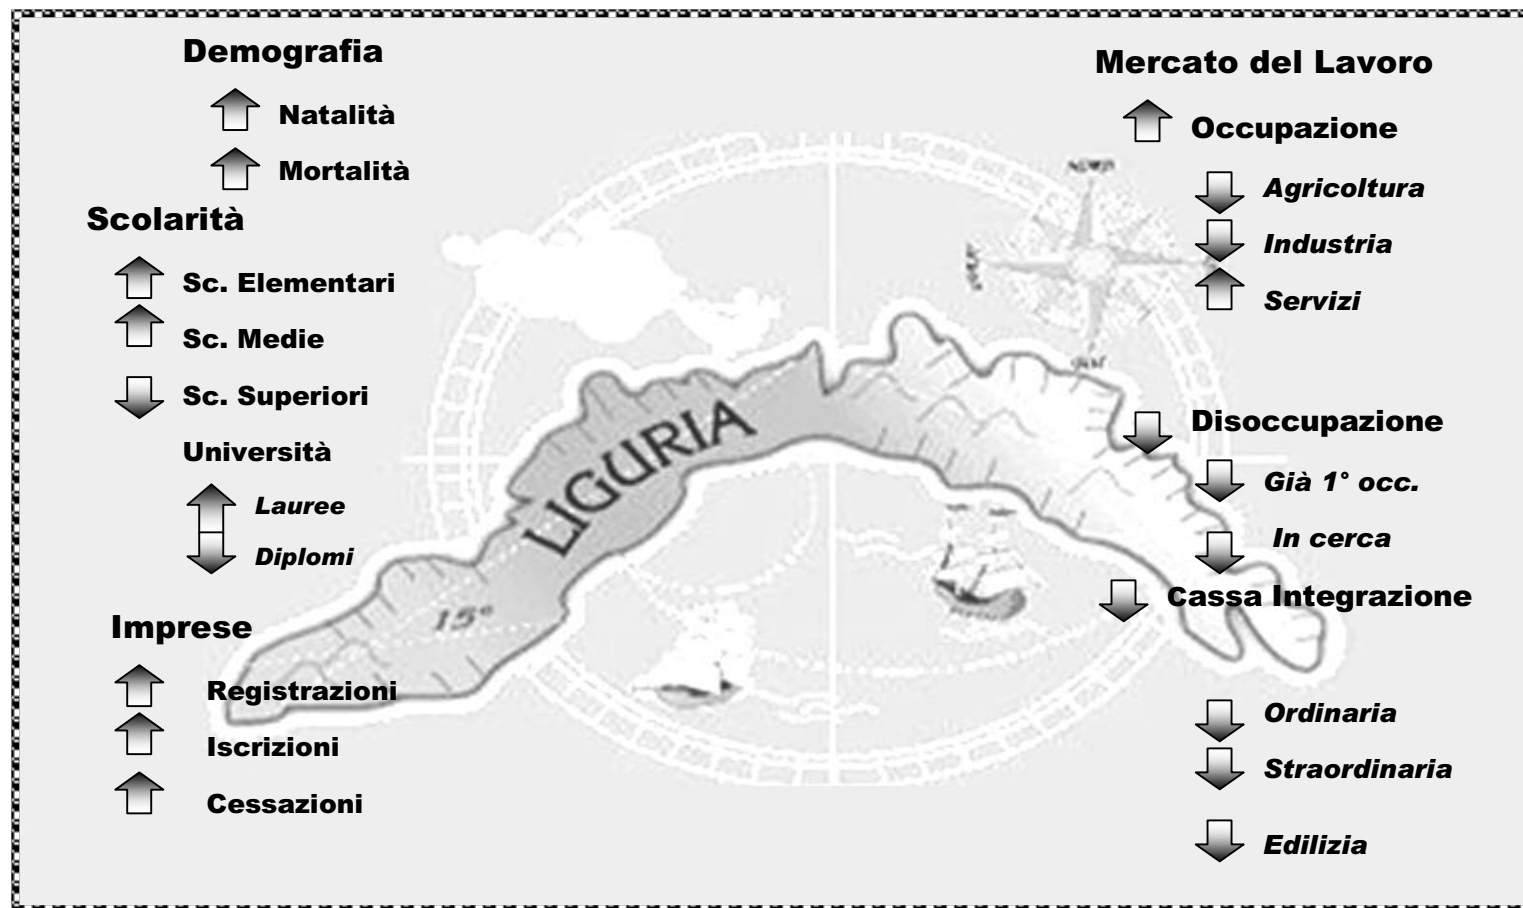 Demografia
Natalità
Mortalità
Scolarità
Sc. Elementari
Sc. Medie
Sc. Superiori
Università
Lauree
Diplomi
Imprese
Registrazioni
Iscrizioni
Cessazioni
LIGURIA
15°
Mercato del Lavoro
Occupazione
Agricoltura
Industria
Servizi
Disoccupazione
Già 1° occ.
In cerca
Cassa Integrazione
Ordinaria
Straordinaria
Edilizia